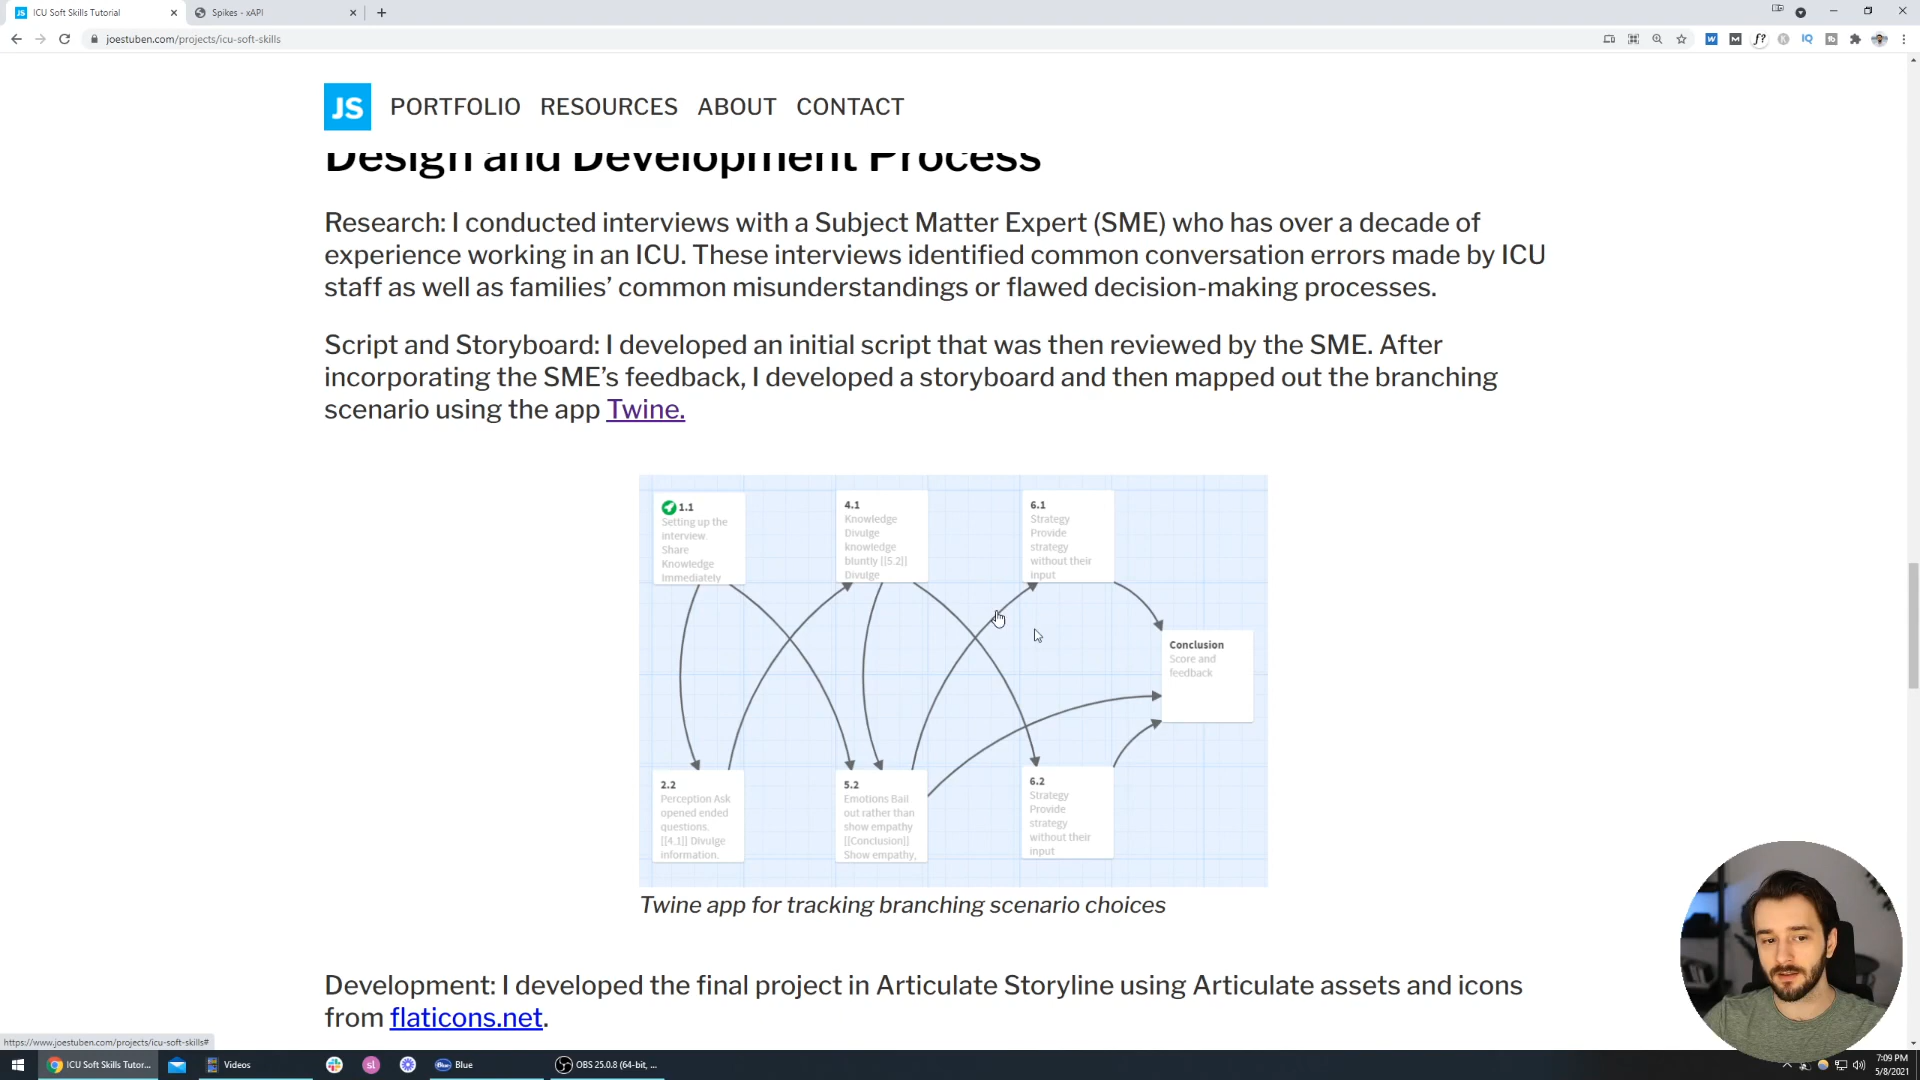 ICU Soft Skills Tutorial
Spikes - xAPI
joestuben.com/projects/icu-soft-skills
JS PORTFOLIO RESOURCES ABOUT CONTACT
Design and Development Process
Research: I conducted interviews with a Subject Matter Expert (SME) who has over a decade of
experience working in an ICU. These interviews identified common conversation errors made by ICU
staff as well as families’ common misunderstandings or flawed decision-making processes.
Script and Storyboard: I developed an initial script that was then reviewed by the SME. After
incorporating the SME’s feedback, I developed a storyboard and then mapped out the branching
scenario using the app Twine.
1.1
Setting up the
interview.
Share
Knowledge
Immediately
4.1
Knowledge
Divulge
knowledge
bluntly [[5.2]]
Divulge
6.1
Strategy
Provide
strategy
without their
input
Conclusion
Score and
feedback
2.2
Perception Ask
opened ended
questions.
[[4.1]] Divulge
information.
5.2
Emotions Bail
out rather than
show empathy
[[Conclusion]]
Show empathy,
6.2
Strategy
Provide
strategy
without their
input
Twine app for tracking branching scenario choices
Development: I developed the final project in Articulate Storyline using Articulate assets and icons
from flaticons.net.
https://www.joestuben.com/projects/icu-soft-skills#
ICU Soft Skills Tutor...
Videos
Blue
OBS 25.0.8 (64-bit, ...
7:09 PM
5/8/2021